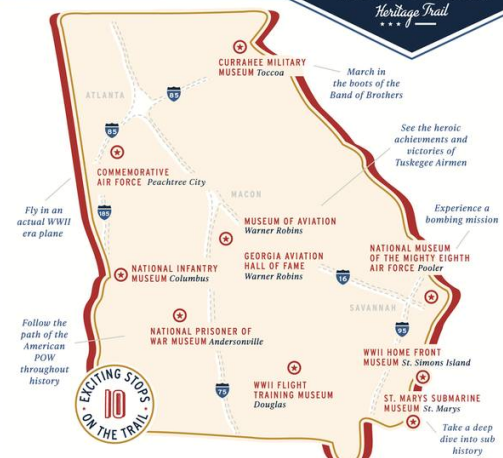 Heritage Trail
CURRAHEE MILITARY
MUSEUM Toccoa
March in
the boots of the
Band of Brothers
ATLANTA
85
85
See the heroic
achievments and
victories of
Tuskegee Airmen
COMMEMORATIVE
AIR FORCE Peachtree City
MACON
Fly in an
actual WWII
era plane
185
MUSEUM OF AVIATION
Warner Robins
Experience a
bombing mission
GEORGIA AVIATION
HALL OF FAME
Warner Robins
NATIONAL MUSEUM
OF THE MIGHTY EIGHTH
AIR FORCE Pooler
NATIONAL INFANTRY
MUSEUM Columbus
16
SAVANNAH
Follow the
path of the
American
POW
throughout
history
NATIONAL PRISONER OF
WAR MUSEUM Andersonville
95
WWII HOME FRONT
MUSEUM St. Simons Island
EXCITING STOPS
10
ON THE TRAIL
75
WWII FLIGHT
TRAINING MUSEUM
Douglas
ST. MARYS SUBMARINE
MUSEUM St. Marys
Take a deep
dive into sub
history